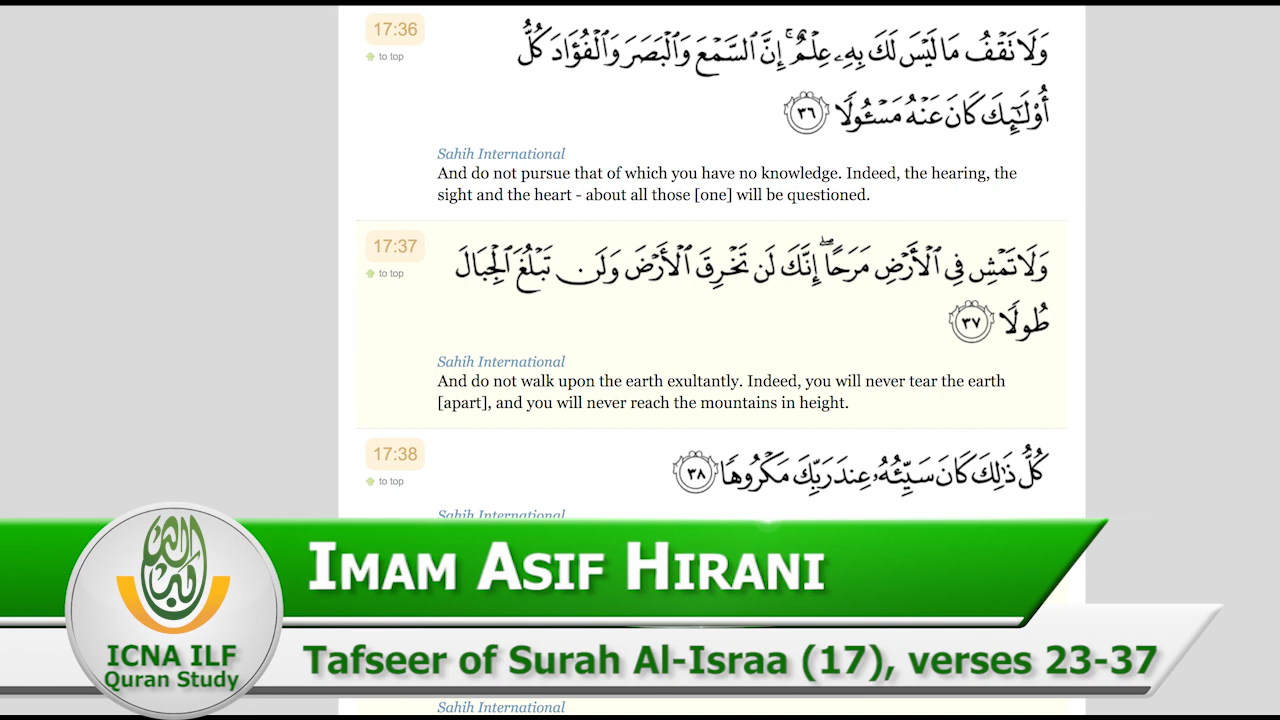 17:36
to top
وَلَا تَقْفُ مَا لَيْسَ لَكَ بِهِۦ عِلْمٌ ۚ إِنَّ ٱلسَّمْعَ وَٱلْبَصَرَ وَٱلْفُؤَادَ كُلُّ
أُو۟لَـٰٓئِكَ كَانَ عَنْهُ مَسْـُٔولًا ٣٦
Sahih International
And do not pursue that of which you have no knowledge. Indeed, the hearing, the
sight and the heart - about all those [one] will be questioned.
17:37
to top
وَلَا تَمْشِ فِى ٱلْأَرْضِ مَرَحًا ۖ إِنَّكَ لَن تَخْرِقَ ٱلْأَرْضَ وَلَن تَبْلُغَ ٱلْجِبَالَ
طُولًا ٣٧
Sahih International
And do not walk upon the earth exultantly. Indeed, you will never tear the earth
[apart], and you will never reach the mountains in height.
17:38
to top
كُلُّ ذَٰلِكَ كَانَ سَيِّئُهُۥ عِندَ رَبِّكَ مَكْرُوهًا ٣٨
Sahih International
IMAM ASIF HIRANI
Tafseer of Surah Al-Israa (17), verses 23-37
ICNA ILF
Quran Study
Sahih International